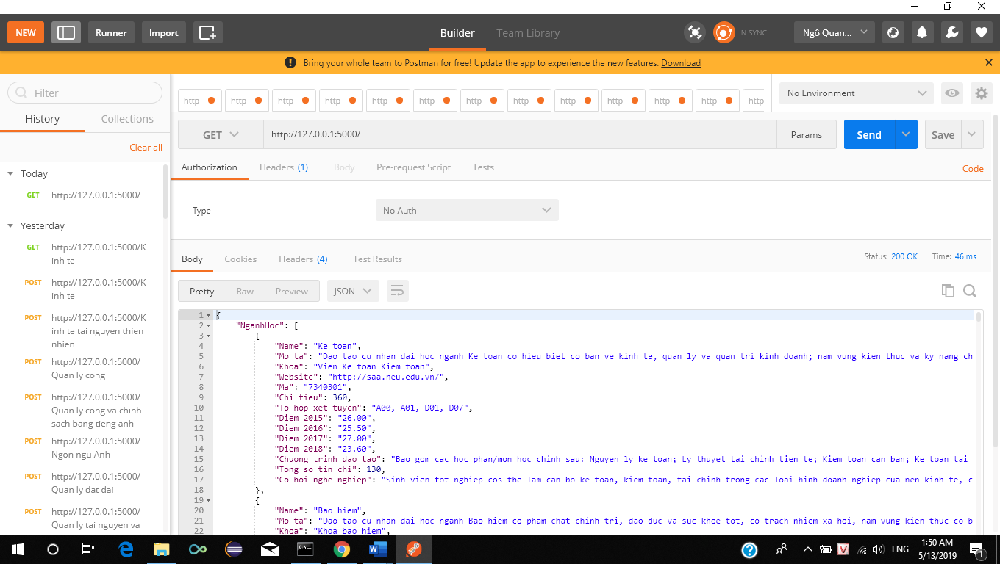 NEW Runner Import Builder Team Library IN SYNC Ngô Quan...
Bring your whole team to Postman for free! Update the app to experience the new features. Download
Filter
History Collections
Clear all
Today
GET http://127.0.0.1:5000/
Yesterday
GET http://127.0.0.1:5000/K
inh te
POST http://127.0.0.1:5000/K
inh te
POST http://127.0.0.1:5000/K
inh te tai nguyen thien
nhien
POST http://127.0.0.1:5000/
Quan ly cong
POST http://127.0.0.1:5000/
Quan ly cong va chinh
sach bang tieng anh
POST http://127.0.0.1:5000/
Ngon ngu Anh
POST http://127.0.0.1:5000/
Quan ly dat dai
POST http://127.0.0.1:5000/
Quan ly tai nguyen va
http http http http http http http http http http http http http
No Environment
GET http://127.0.0.1:5000/ Params Send Save
Authorization Headers (1) Body Pre-request Script Tests Code
Type No Auth
Body Cookies Headers (4) Test Results Status: 200 OK Time: 46 ms
Pretty Raw Preview JSON
1 {
2 "NganhHoc": [
3 {
4 "Name": "Ke toan",
5 "Mo ta": "Dao tao cu nhan dai hoc nganh Ke toan co hieu biet co ban ve kinh te, quan ly va quan tri kinh doanh; nam vung kien thuc va ky nang
6 "Khoa": "Vien Ke toan Kiem toan",
7 "Website": "http://saa.neu.edu.vn/",
8 "Ma": "7340301",
9 "Chi tieu": 360,
10 "To hop xet tuyen": "A00, A01, D01, D07",
11 "Diem 2015": "26.00",
12 "Diem 2016": "25.50",
13 "Diem 2017": "27.00",
14 "Diem 2018": "23.60",
15 "Chuong trinh dao tao": "Bao gom cac hoc phan/mon hoc chinh sau: Nguyen ly ke toan; Ly thuyet tai chinh tien te; Kiem toan can ban; Ke toan tai
16 "Tong so tin chi": 130,
17 "Co hoi nghe nghiep": "Sinh vien tot nghiep cos the lam can bo ke toan, kiem toan, tai chinh trong cac loai hinh doanh nghiep cua nen kinh te,
18 },
19 {
20 "Name": "Bao hiem",
21 "Mo ta": "Dao tao cu nhan dai hoc nganh Bao hiem co pham chat chinh tri, dao duc va suc khoe tot, co trach nhiem xa hoi, nam vung kien thuc co
22 "Khoa": "Khoa bao hiem",
ENG 1:50 AM
5/13/2019
1